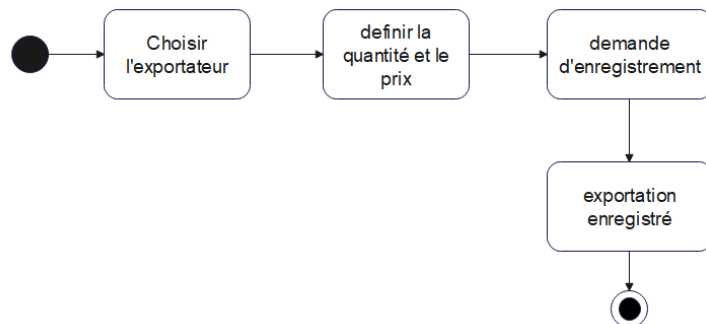 Choisir
l'exportateur
definir la
quantité et le
prix
demande
d'enregistrement
exportation
enregistré